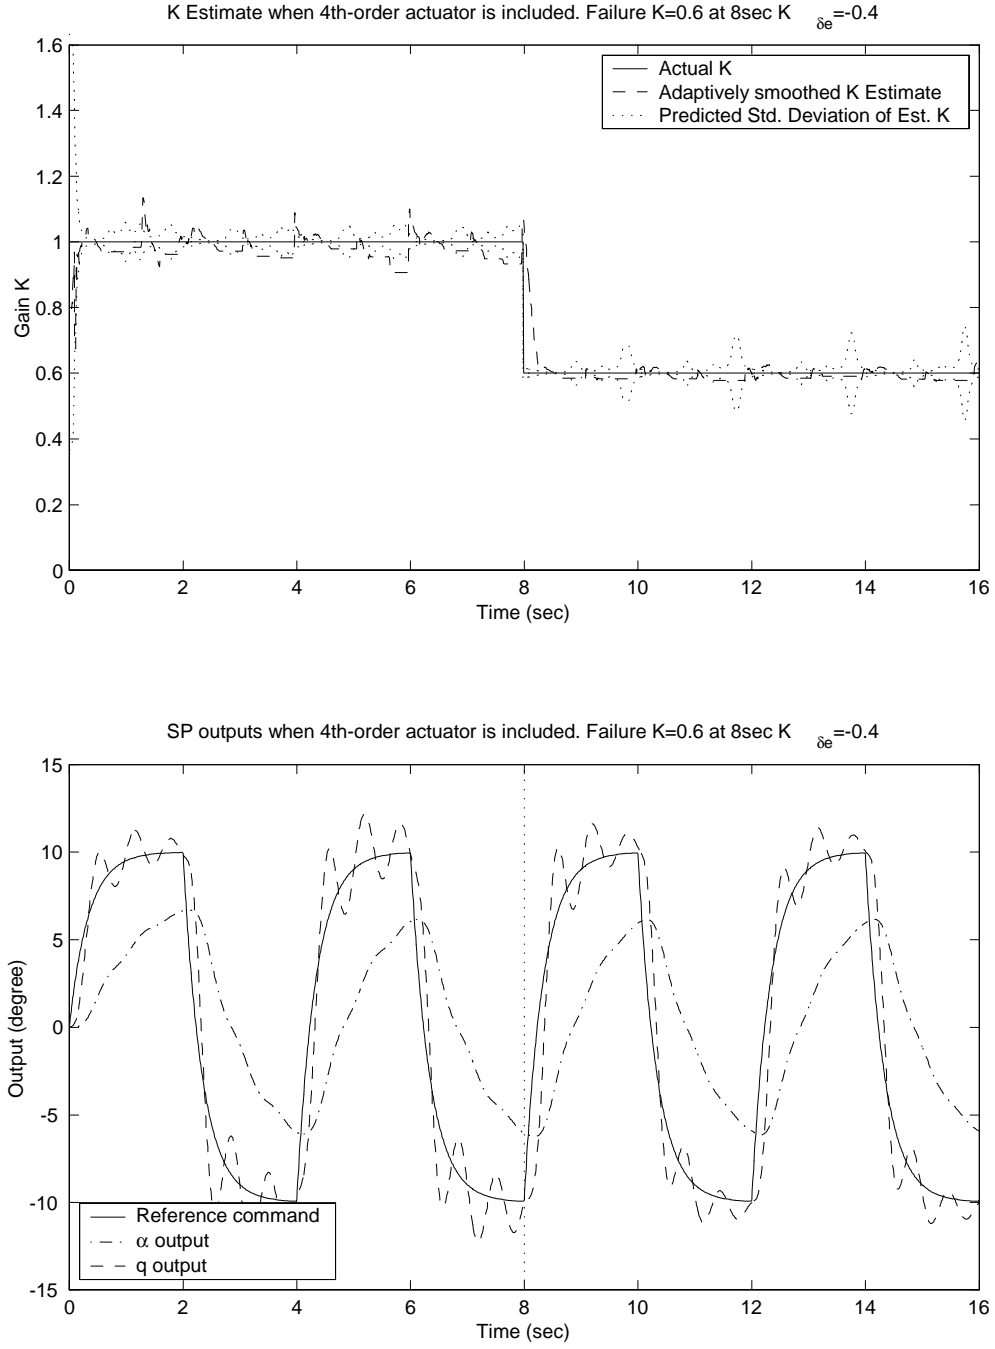 K Estimate when 4th-order actuator is included. Failure K=0.6 at 8sec K δe=-0.4
1.6
Actual K
Adaptively smoothed K Estimate
Predicted Std. Deviation of Est. K
1.4
1.2
1
0.8
0.6
0.4
0.2
0
Gain K
0 2 4 6 8 10 12 14 16
Time (sec)
SP outputs when 4th-order actuator is included. Failure K=0.6 at 8sec K δe=-0.4
15
10
5
0
-5
-10
-15
Output (degree)
Reference command
α output
q output
0 2 4 6 8 10 12 14 16
Time (sec)